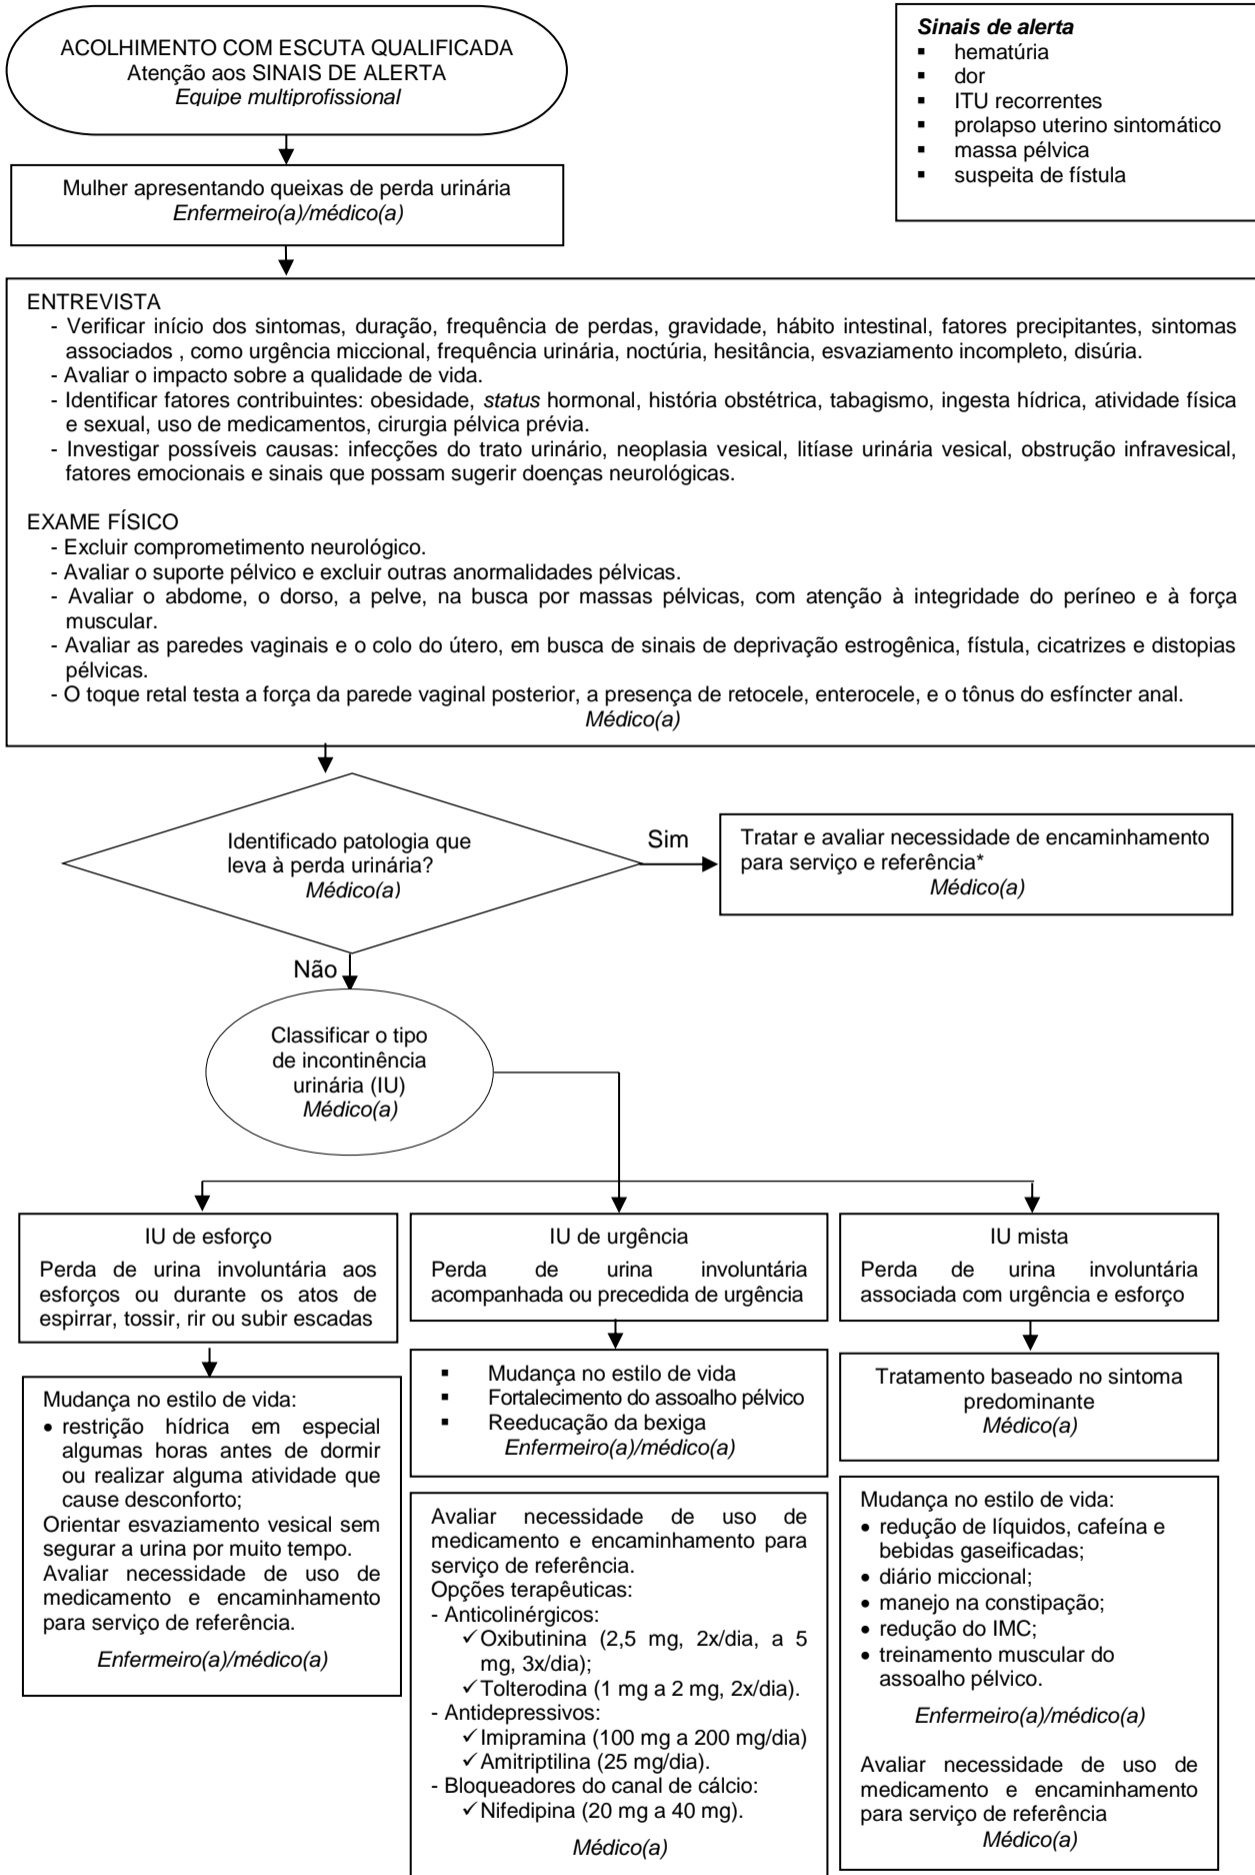 ACOLHIMENTO COM ESCUTA QUALIFICADA
Atenção aos SINAIS DE ALERTA
Equipe multiprofissional
Sinais de alerta
▪ hematúria
▪ dor
▪ ITU recorrentes
▪ prolapso uterino sintomático
▪ massa pélvica
▪ suspeita de fístula
Mulher apresentando queixas de perda urinária
Enfermeiro(a)/médico(a)
ENTREVISTA
- Verificar início dos sintomas, duração, frequência de perdas, gravidade, hábito intestinal, fatores precipitantes, sintomas
associados , como urgência miccional, frequência urinária, noctúria, hesitância, esvaziamento incompleto, disúria.
- Avaliar o impacto sobre a qualidade de vida.
- Identificar fatores contribuintes: obesidade, status hormonal, história obstétrica, tabagismo, ingesta hídrica, atividade física
e sexual, uso de medicamentos, cirurgia pélvica prévia.
- Investigar possíveis causas: infecções do trato urinário, neoplasia vesical, litíase urinária vesical, obstrução infravesical,
fatores emocionais e sinais que possam sugerir doenças neurológicas.
EXAME FÍSICO
- Excluir comprometimento neurológico.
- Avaliar o suporte pélvico e excluir outras anormalidades pélvicas.
- Avaliar o abdome, o dorso, a pelve, na busca por massas pélvicas, com atenção à integridade do períneo e à força
muscular.
- Avaliar as paredes vaginais e o colo do útero, em busca de sinais de deprivação estrogênica, fístula, cicatrizes e distopias
pélvicas.
- O toque retal testa a força da parede vaginal posterior, a presença de retocele, enterocele, e o tônus do esfíncter anal.
Médico(a)
Identificado patologia que
leva à perda urinária?
Médico(a)
Sim
Tratar e avaliar necessidade de encaminhamento
para serviço e referência*
Médico(a)
Não
Classificar o tipo
de incontinência
urinária (IU)
Médico(a)
IU de esforço
Perda de urina involuntária aos
esforços ou durante os atos de
espirrar, tossir, rir ou subir escadas
Mudança no estilo de vida:
• restrição hídrica em especial
algumas horas antes de dormir
ou realizar alguma atividade que
cause desconforto;
Orientar esvaziamento vesical sem
segurar a urina por muito tempo.
Avaliar necessidade de uso de
medicamento e encaminhamento
para serviço de referência.
Enfermeiro(a)/médico(a)
IU de urgência
Perda de urina involuntária
acompanhada ou precedida de urgência
▪ Mudança no estilo de vida
▪ Fortalecimento do assoalho pélvico
▪ Reeducação da bexiga
Enfermeiro(a)/médico(a)
Avaliar necessidade de uso de
medicamento e encaminhamento para
serviço de referência.
Opções terapêuticas:
- Anticolinérgicos:
✓ Oxibutinina (2,5 mg, 2x/dia, a 5
mg, 3x/dia);
✓ Tolterodina (1 mg a 2 mg, 2x/dia).
- Antidepressivos:
✓ Imipramina (100 mg a 200 mg/dia)
✓ Amitriptilina (25 mg/dia).
- Bloqueadores do canal de cálcio:
✓ Nifedipina (20 mg a 40 mg).
Médico(a)
IU mista
Perda de urina involuntária
associada com urgência e esforço
Tratamento baseado no sintoma
predominante
Médico(a)
Mudança no estilo de vida:
• redução de líquidos, cafeína e
bebidas gaseificadas;
• diário miccional;
• manejo na constipação;
• redução do IMC;
• treinamento muscular do
assoalho pélvico.
Enfermeiro(a)/médico(a)
Avaliar necessidade de uso de
medicamento e encaminhamento
para serviço de referência
Médico(a)